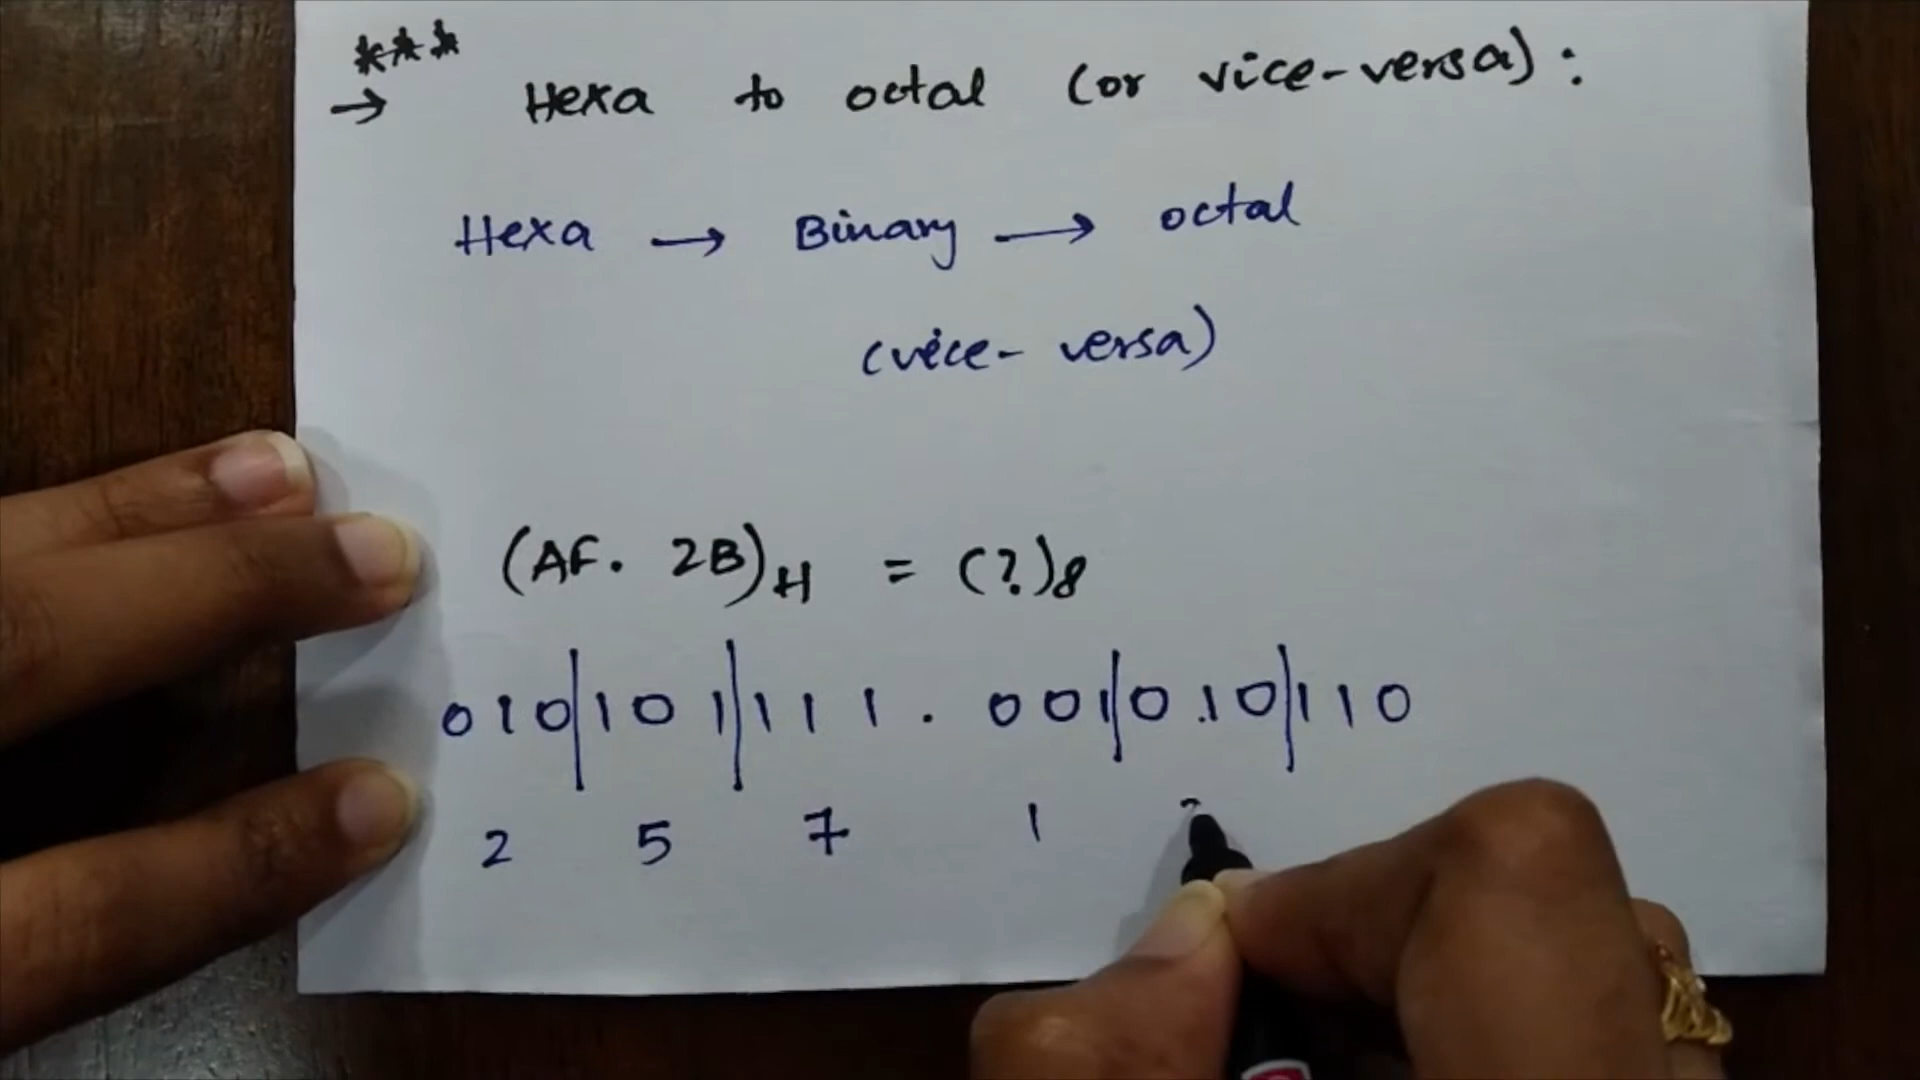 ***
→ Hexa to octal (or vice-versa):
Hexa → Binary → octal
(vice-versa)
(AF. 2B)H = (?)8
010|101|111.001|010|110
2 5 7 1